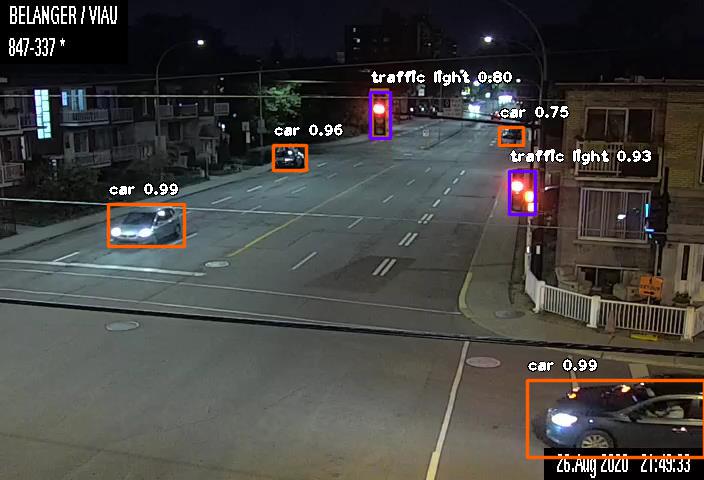 BELANGER / VIAU
847-337 *
traffic light 0.80
car 0.75
car 0.96
traffic light 0.93
car 0.99
car 0.99
26.Aug 2020 21:49:33